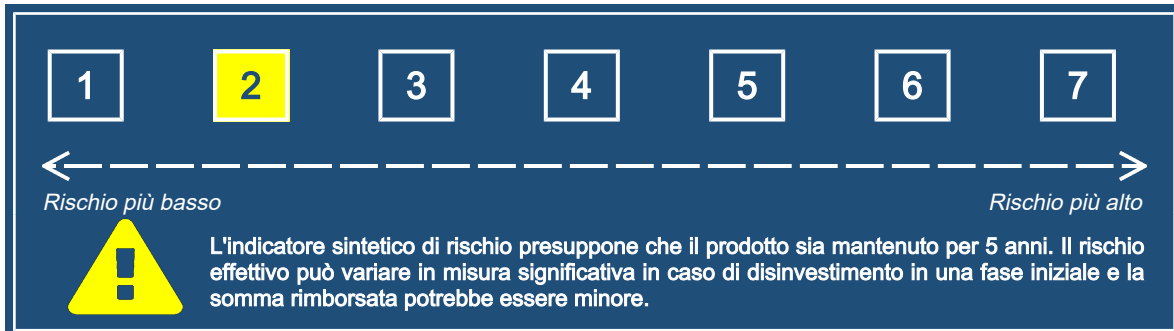 1 2 3 4 5 6 7
Rischio più basso Rischio più alto
L'indicatore sintetico di rischio presuppone che il prodotto sia mantenuto per 5 anni. Il rischio
effettivo può variare in misura significativa in caso di disinvestimento in una fase iniziale e la
somma rimborsata potrebbe essere minore.